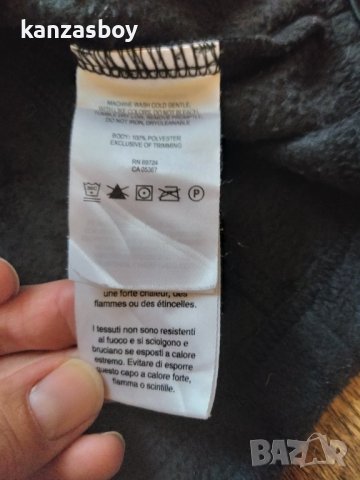 kanzasboy
MACHINE WASH COLD GENTLE,
WITH LIKE COLORS. DO NOT BLEACH.
TUMBLE DRY LOW. REMOVE PROMPTLY.
DO NOT IRON, DRYCLEANABLE
BODY: 100% POLYESTER
EXCLUSIVE OF TRIMMING
RN 69724
CA 05367
P
une forte chaleur, des
flammes ou des étincelles.
I tessuti non sono resistenti
al fuoco e si sciolgono e
bruciano se esposti a calore
estremo. Evitare di esporre
questo capo a calore forte,
fiamma o scintille.
BAZAR